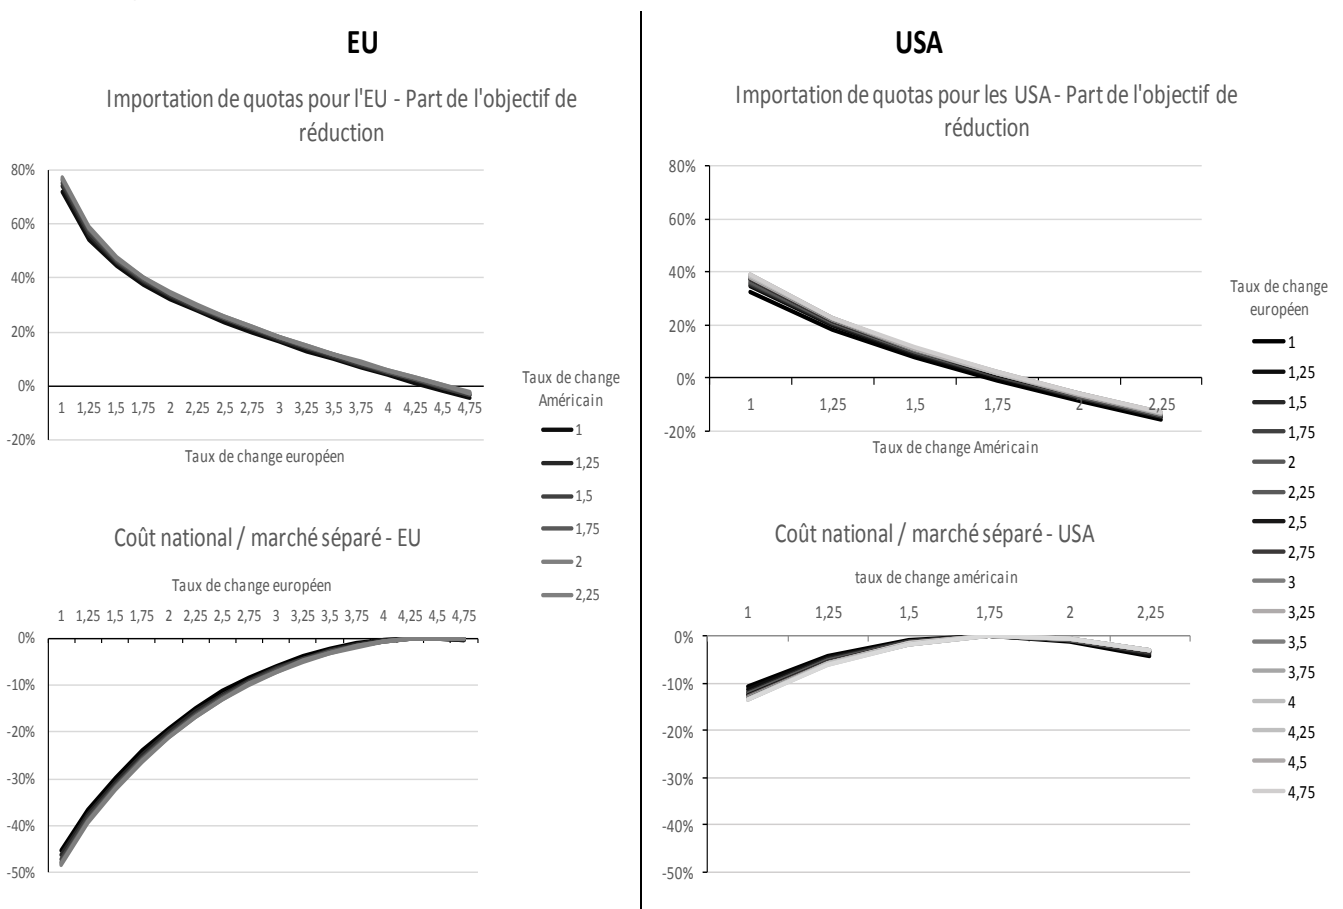 EU
Importation de quotas pour l'EU - Part de l'objectif de
réduction
80%
60%
40%
20%
0%
-20%
1 1,25 1,5 1,75 2 2,25 2,5 2,75 3 3,25 3,5 3,75 4 4,25 4,5 4,75
Taux de change européen
Taux de change
Américain
1
1,25
1,5
1,75
2
2,25
Coût national / marché séparé - EU
Taux de change européen
1 1,25 1,5 1,75 2 2,25 2,5 2,75 3 3,25 3,5 3,75 4 4,25 4,5 4,75
0%
-10%
-20%
-30%
-40%
-50%
USA
Importation de quotas pour les USA - Part de l'objectif de
réduction
80%
60%
40%
20%
0%
-20%
1 1,25 1,5 1,75 2 2,25
Taux de change Américain
Coût national / marché séparé - USA
taux de change américain
1 1,25 1,5 1,75 2 2,25
0%
-10%
-20%
-30%
-40%
-50%
Taux de change
européen
1
1,25
1,5
1,75
2
2,25
2,5
2,75
3
3,25
3,5
3,75
4
4,25
4,5
4,75